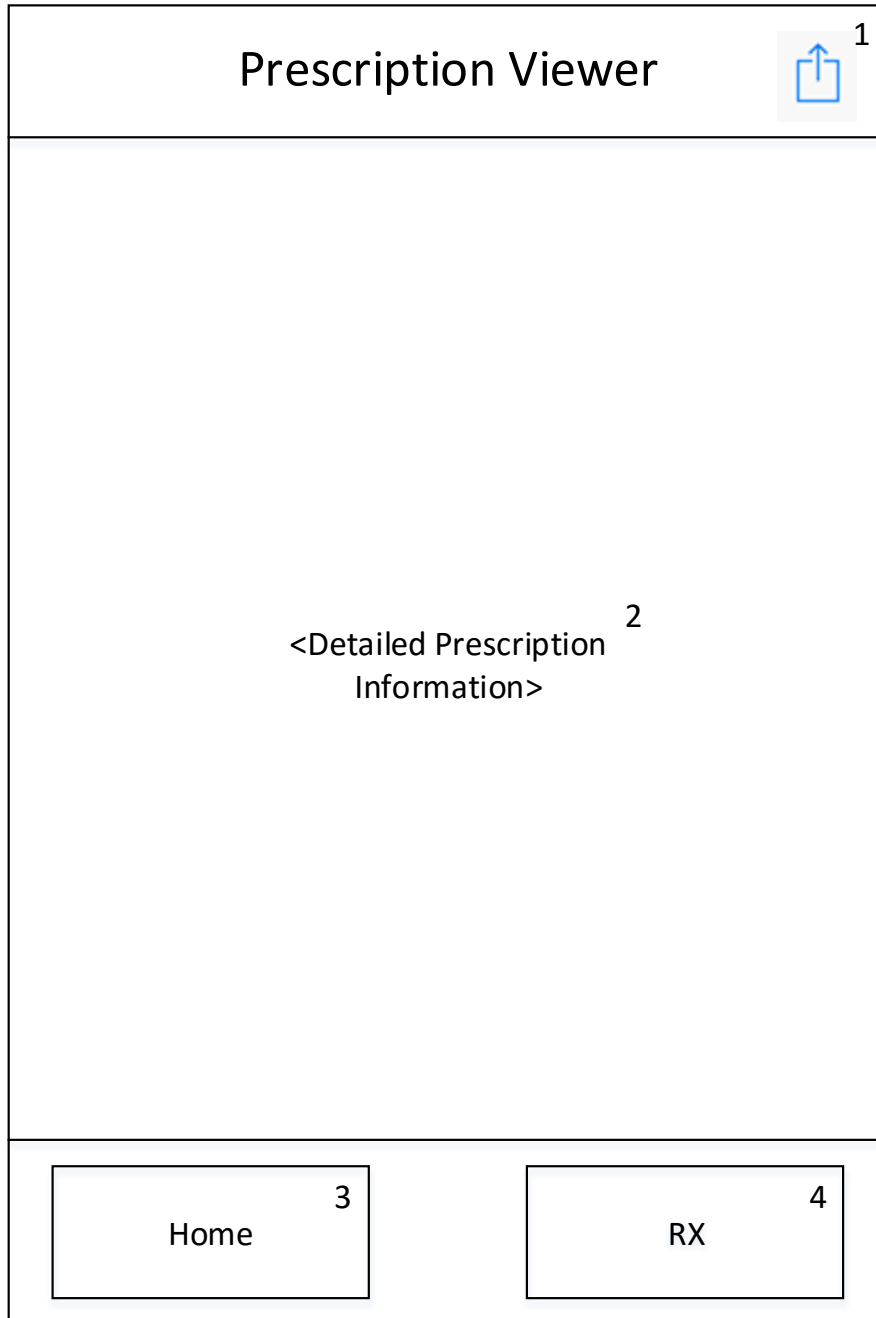 Prescription Viewer
1
2
<Detailed Prescription
Information>
3
Home
4
RX